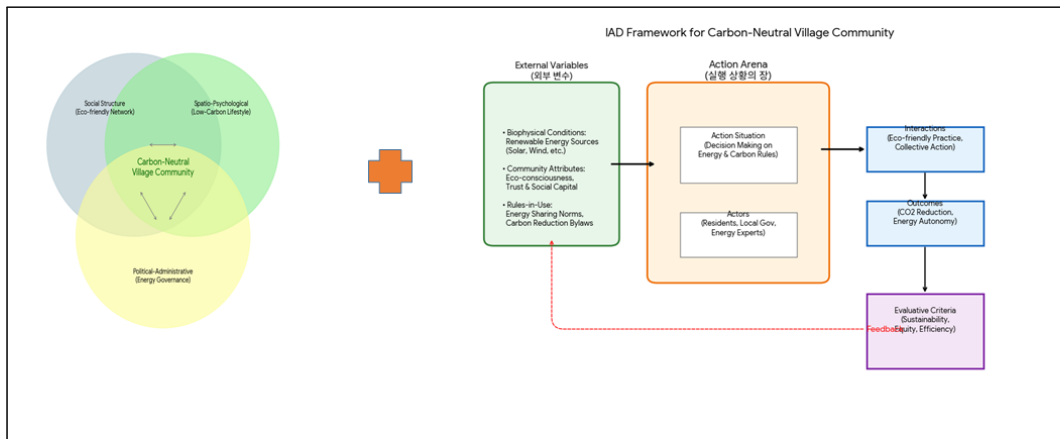 Social Structure
(Eco-friendly Network)
Spatio-Psychological
(Low-Carbon Lifestyle)
Carbon-Neutral
Village Community
Political-Administrative
(Energy Governance)
IAD Framework for Carbon-Neutral Village Community
External Variables
(외부 변수)
• Biophysical Conditions:
Renewable Energy Sources
(Solar, Wind, etc.)
• Community Attributes:
Eco-consciousness,
Trust & Social Capital
• Rules-in-Use:
Energy Sharing Norms,
Carbon Reduction Bylaws
Action Arena
(실행 상황의 장)
Action Situation
(Decision Making on
Energy & Carbon Rules)
Actors
(Residents, Local Gov,
Energy Experts)
Interactions
(Eco-friendly Practice,
Collective Action)
Outcomes
(CO2 Reduction,
Energy Autonomy)
Evaluative Criteria
(Sustainability,
Equity, Efficiency)
Feedback